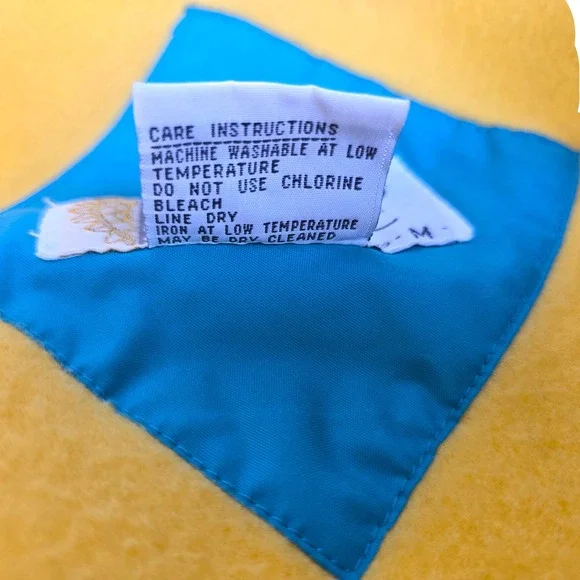 CARE INSTRUCTIONS
MACHINE WASHABLE AT LOW
TEMPERATURE
DO NOT USE CHLORINE
BLEACH
LINE DRY
IRON AT LOW TEMPERATURE
MAY BE DRY CLEANED
M